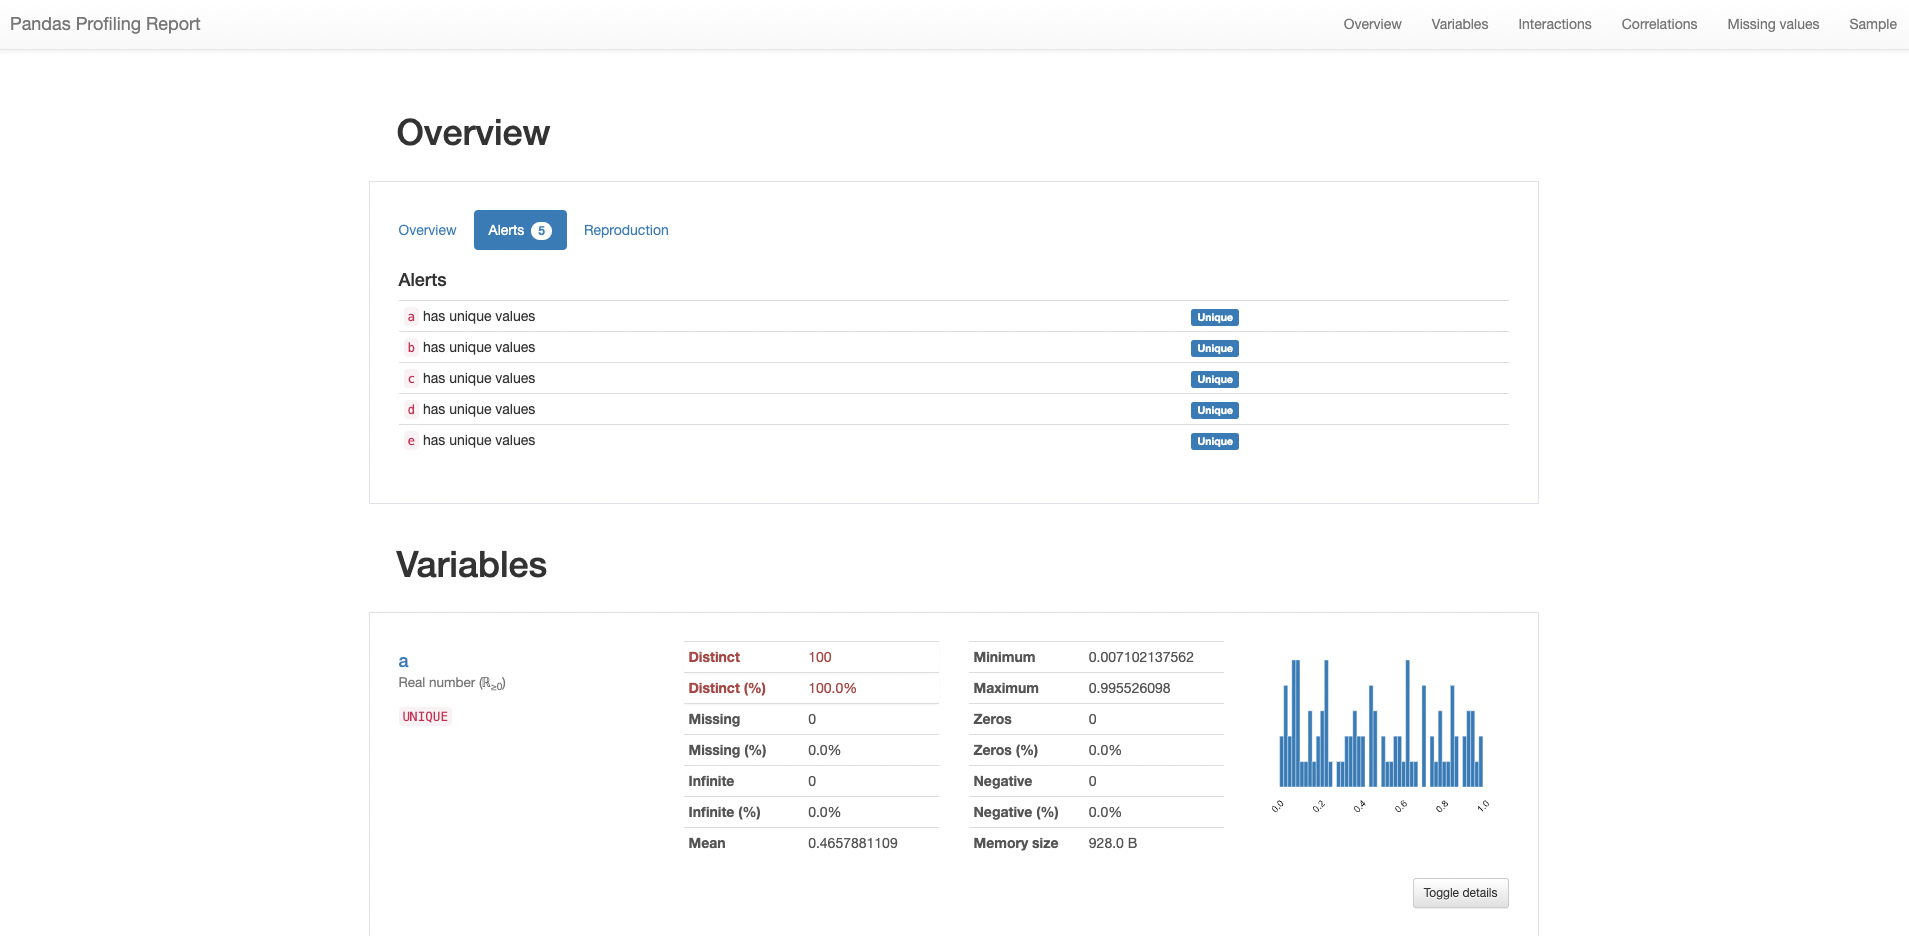 Pandas Profiling Report Overview Variables Interactions Correlations Missing values Sample
Overview
Overview Alerts 5 Reproduction
Alerts
a has unique values Unique
b has unique values Unique
c has unique values Unique
d has unique values Unique
e has unique values Unique
Variables
a
Real number (ℝ≥0)
UNIQUE
Distinct 100
Distinct (%) 100.0%
Missing 0
Missing (%) 0.0%
Infinite 0
Infinite (%) 0.0%
Mean 0.4657881109
Minimum 0.007102137562
Maximum 0.995526098
Zeros 0
Zeros (%) 0.0%
Negative 0
Negative (%) 0.0%
Memory size 928.0 B
0.0 0.2 0.4 0.6 0.8 1.0
Toggle details